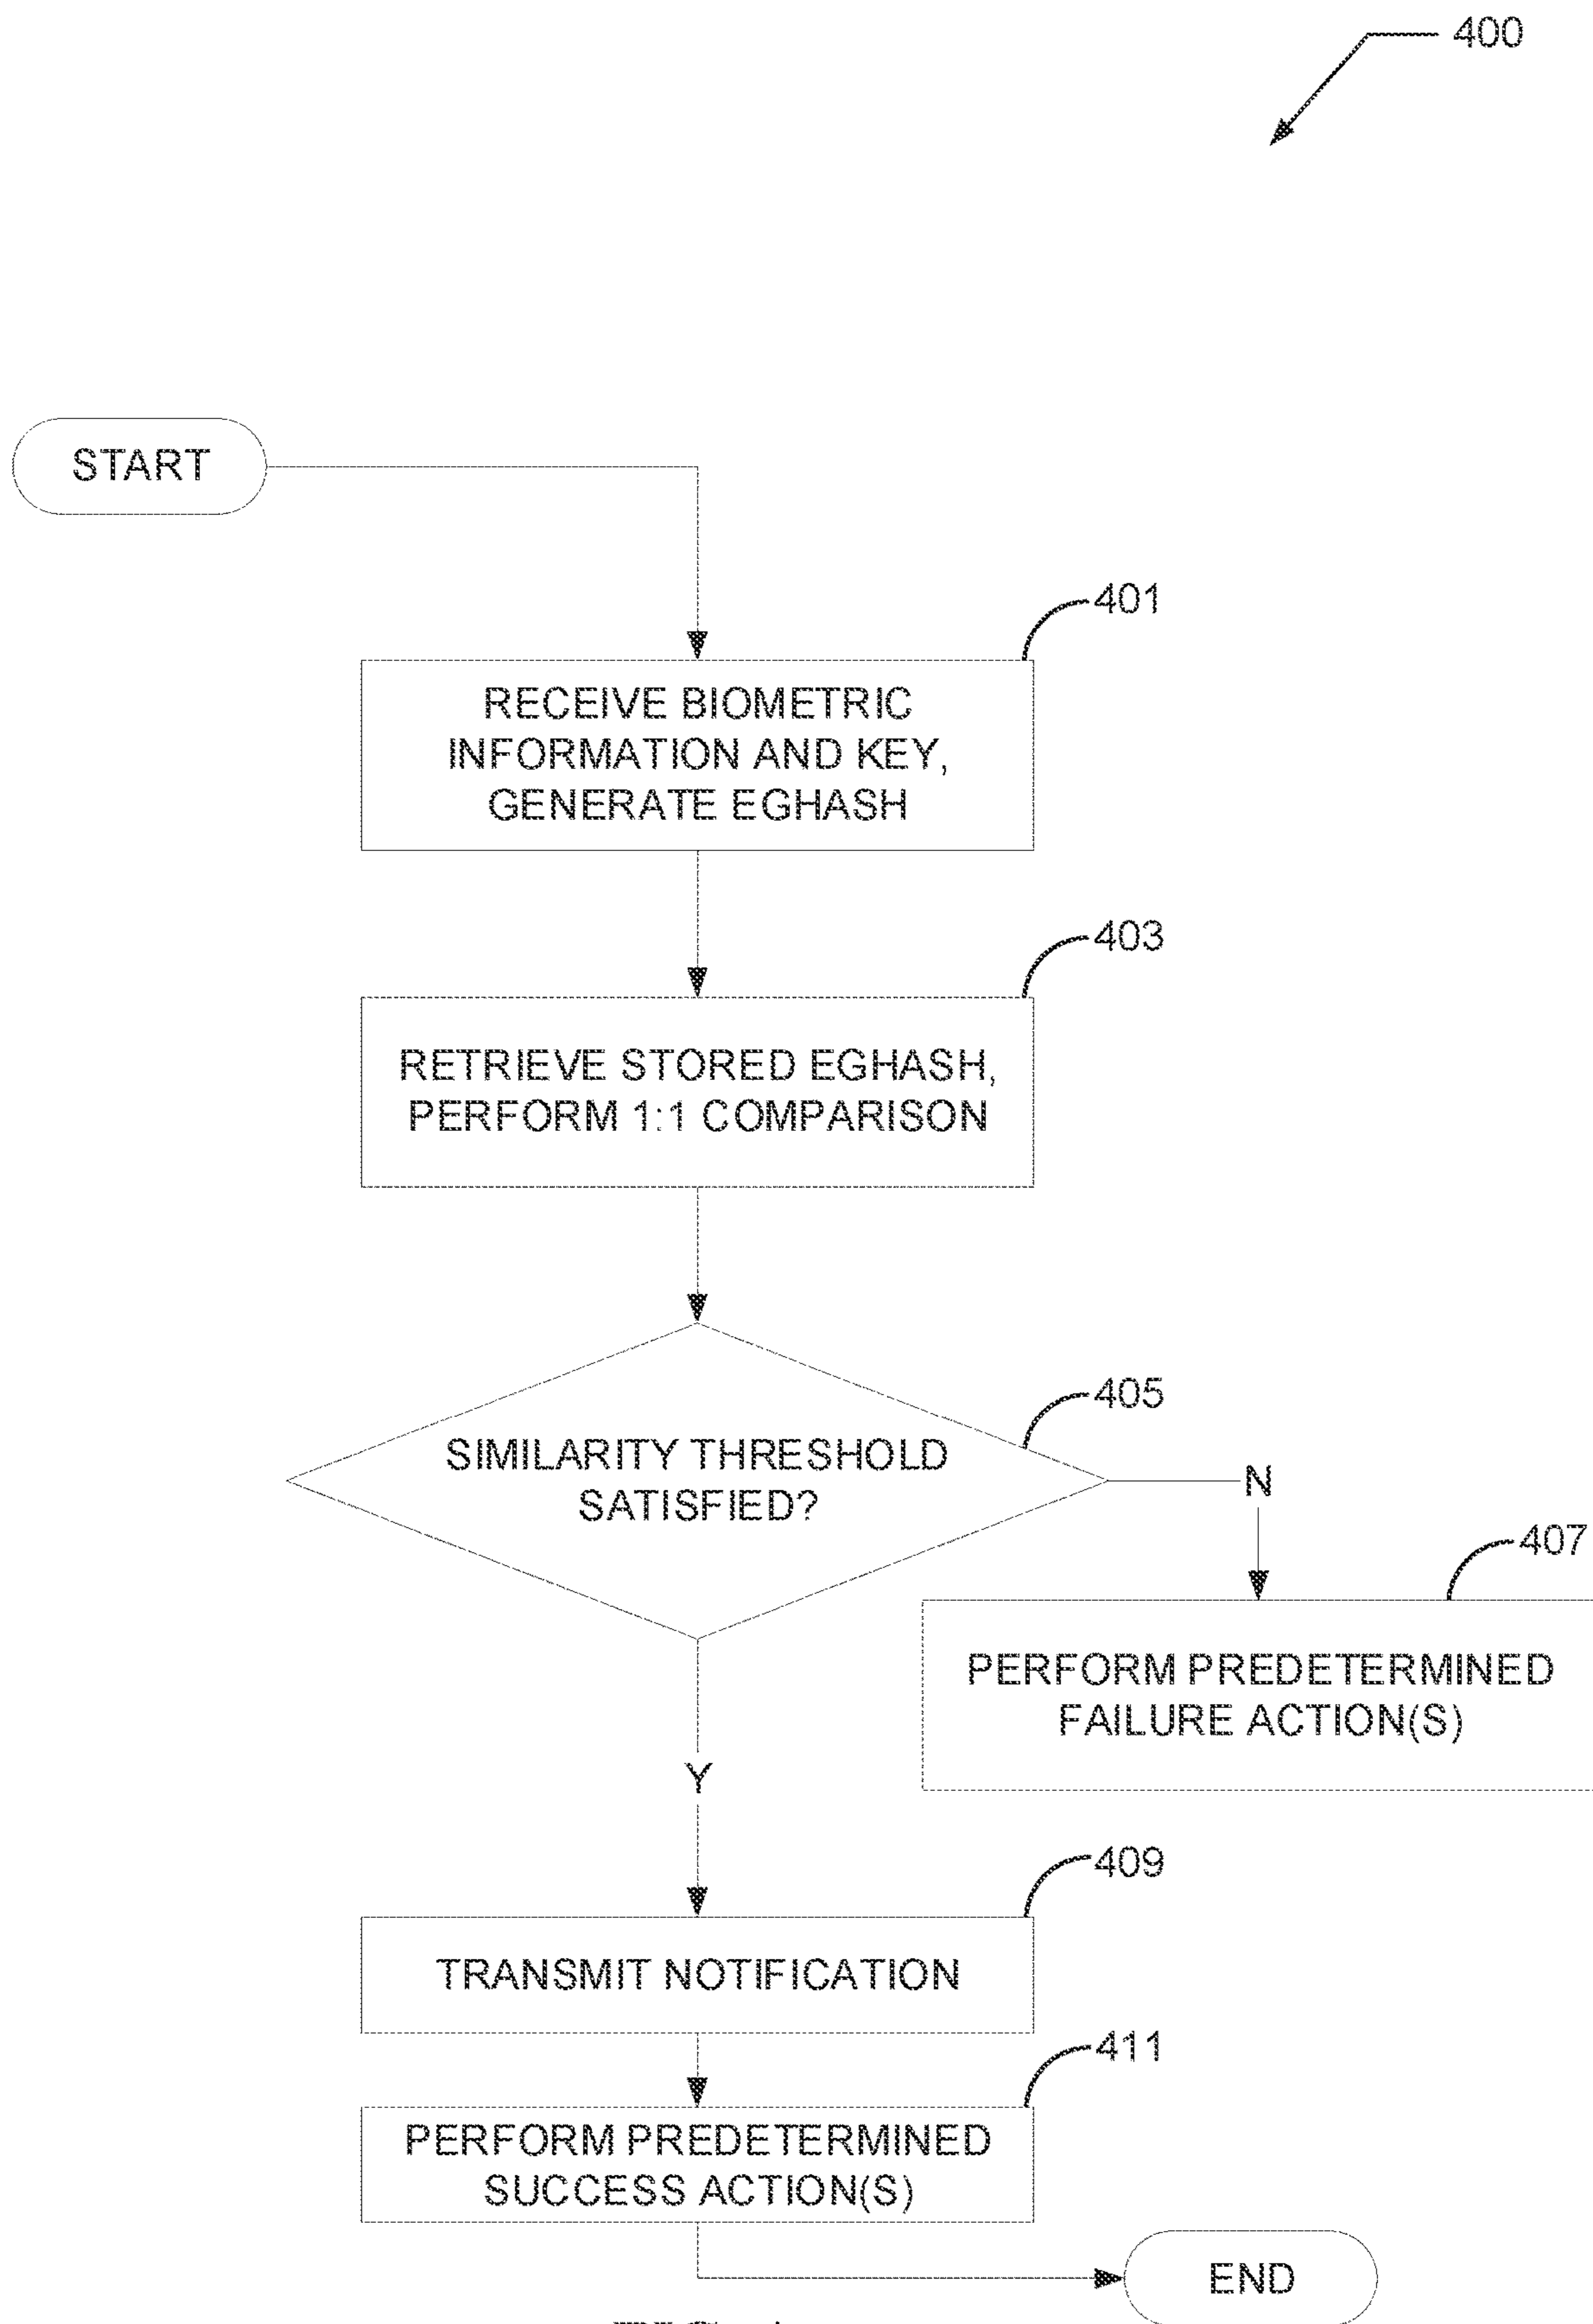 400
START
401
RECEIVE BIOMETRIC
INFORMATION AND KEY,
GENERATE EGHASH
403
RETRIEVE STORED EGHASH,
PERFORM 1:1 COMPARISON
405
SIMILARITY THRESHOLD
SATISFIED?
N
407
PERFORM PREDETERMINED
FAILURE ACTION(S)
Y
409
TRANSMIT NOTIFICATION
411
PERFORM PREDETERMINED
SUCCESS ACTION(S)
END